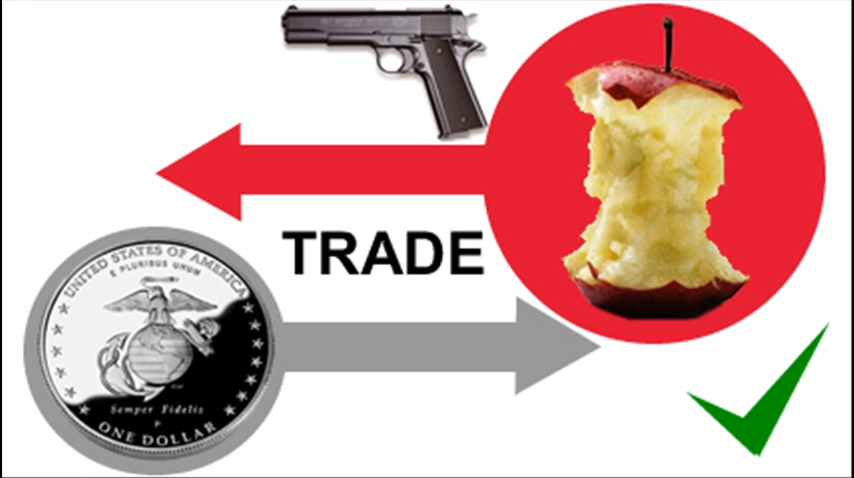 TRADE
UNITED STATES OF AMERICA
E PLURIBUS UNUM
Semper Fidelis
P
ONE DOLLAR